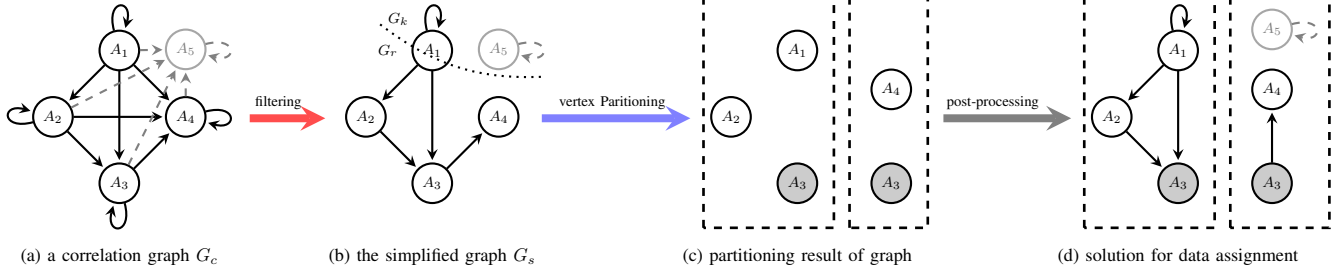 A1
A5
A2
A4
A3
(a) a correlation graph Gc
filtering
Gk
Gr
A1
A5
A2
A4
A3
(b) the simplified graph Gs
vertex Paritioning
A1
A4
A2
A3
A3
(c) partitioning result of graph
post-processing
A5
A1
A4
A2
A3
A3
(d) solution for data assignment